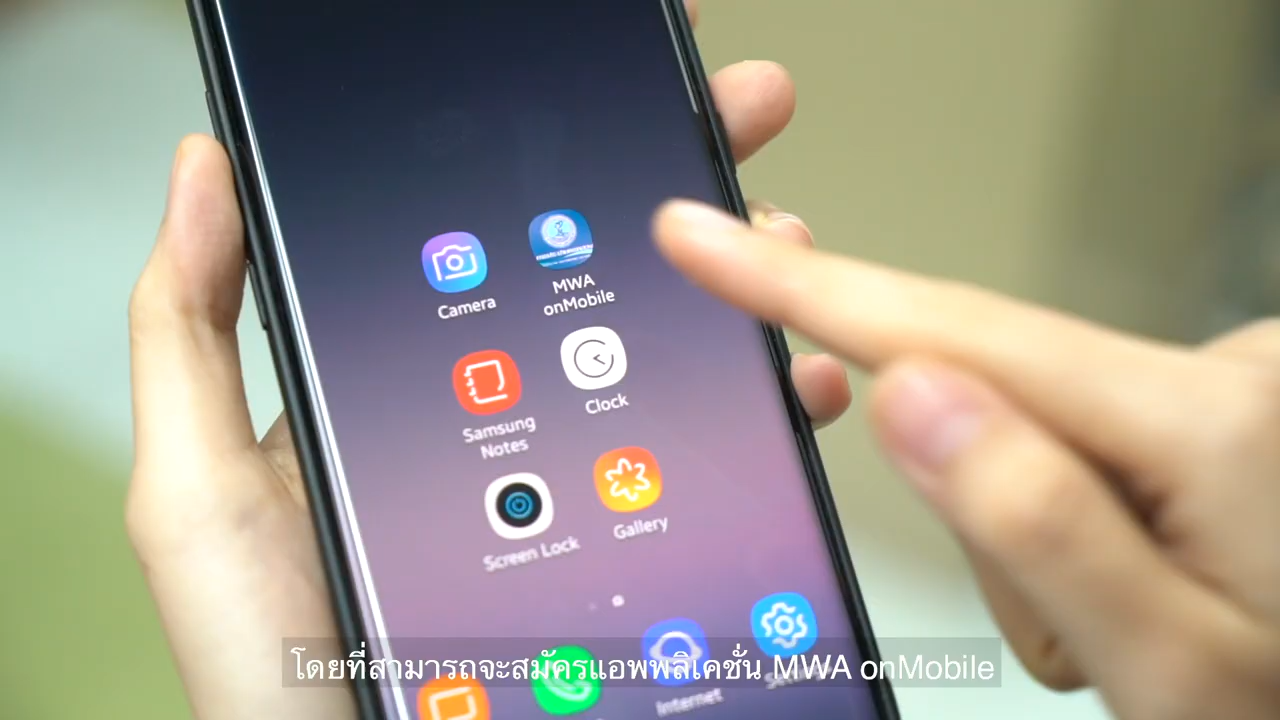 Camera
MWA
onMobile
Samsung
Notes
Clock
Screen Lock
Gallery
Internet
โดยที่สามารถจะสมัครแอพพลิเคชั่น MWA onMobile